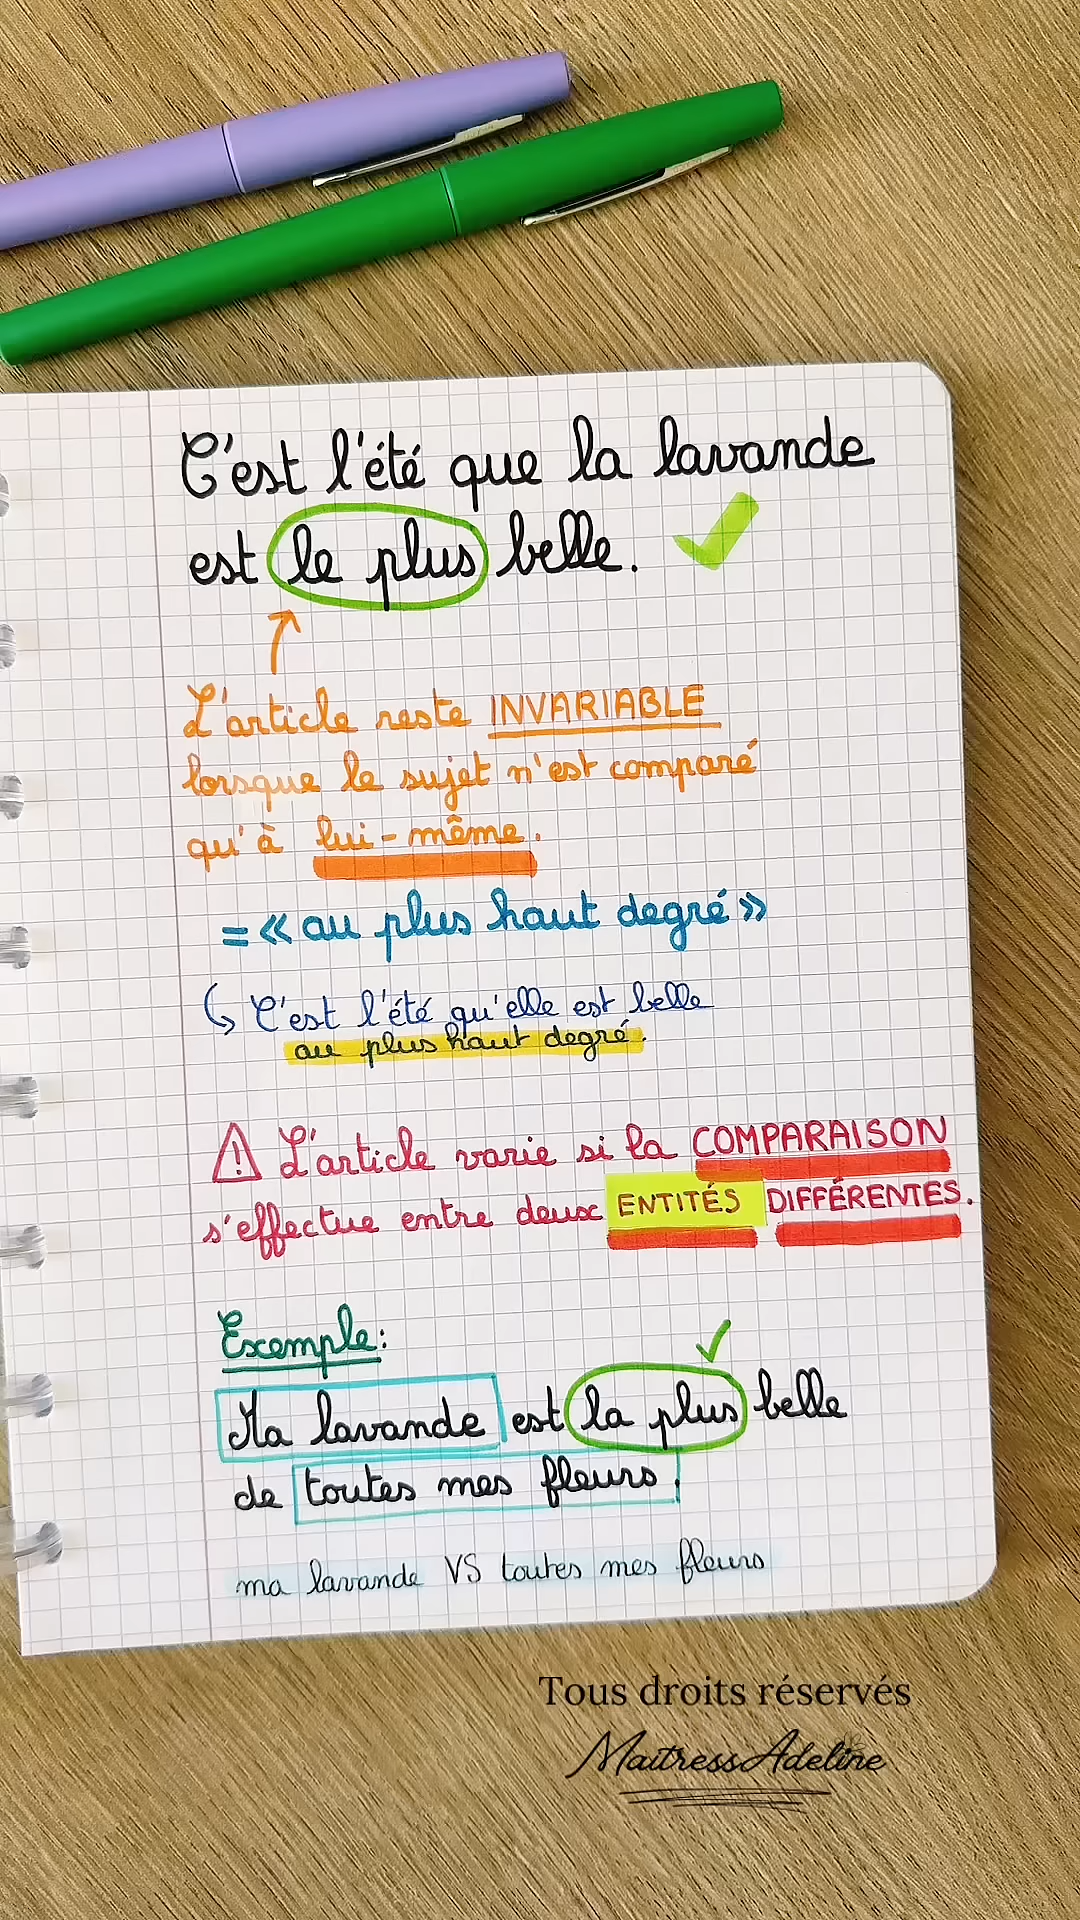 C'est l'été que la lavande
est le plus belle.
L'article reste INVARIABLE
lorsque le sujet n'est comparé
qu'à lui-même.
= « au plus haut degré »
C'est l'été qu'elle est belle
au plus haut degré.
L'article varie si la COMPARAISON
s'effectue entre deux ENTITÉS DIFFÉRENTES.
Exemple:
Ma lavande est la plus belle
de toutes mes fleurs.
ma lavande VS toutes mes fleurs
Tous droits réservés
MaitressAdeline